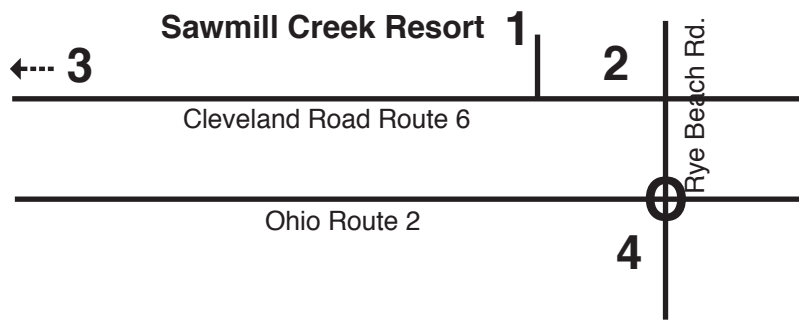 Sawmill Creek Resort 1
3 2
Rye Beach Rd.
Cleveland Road Route 6
Ohio Route 2
4